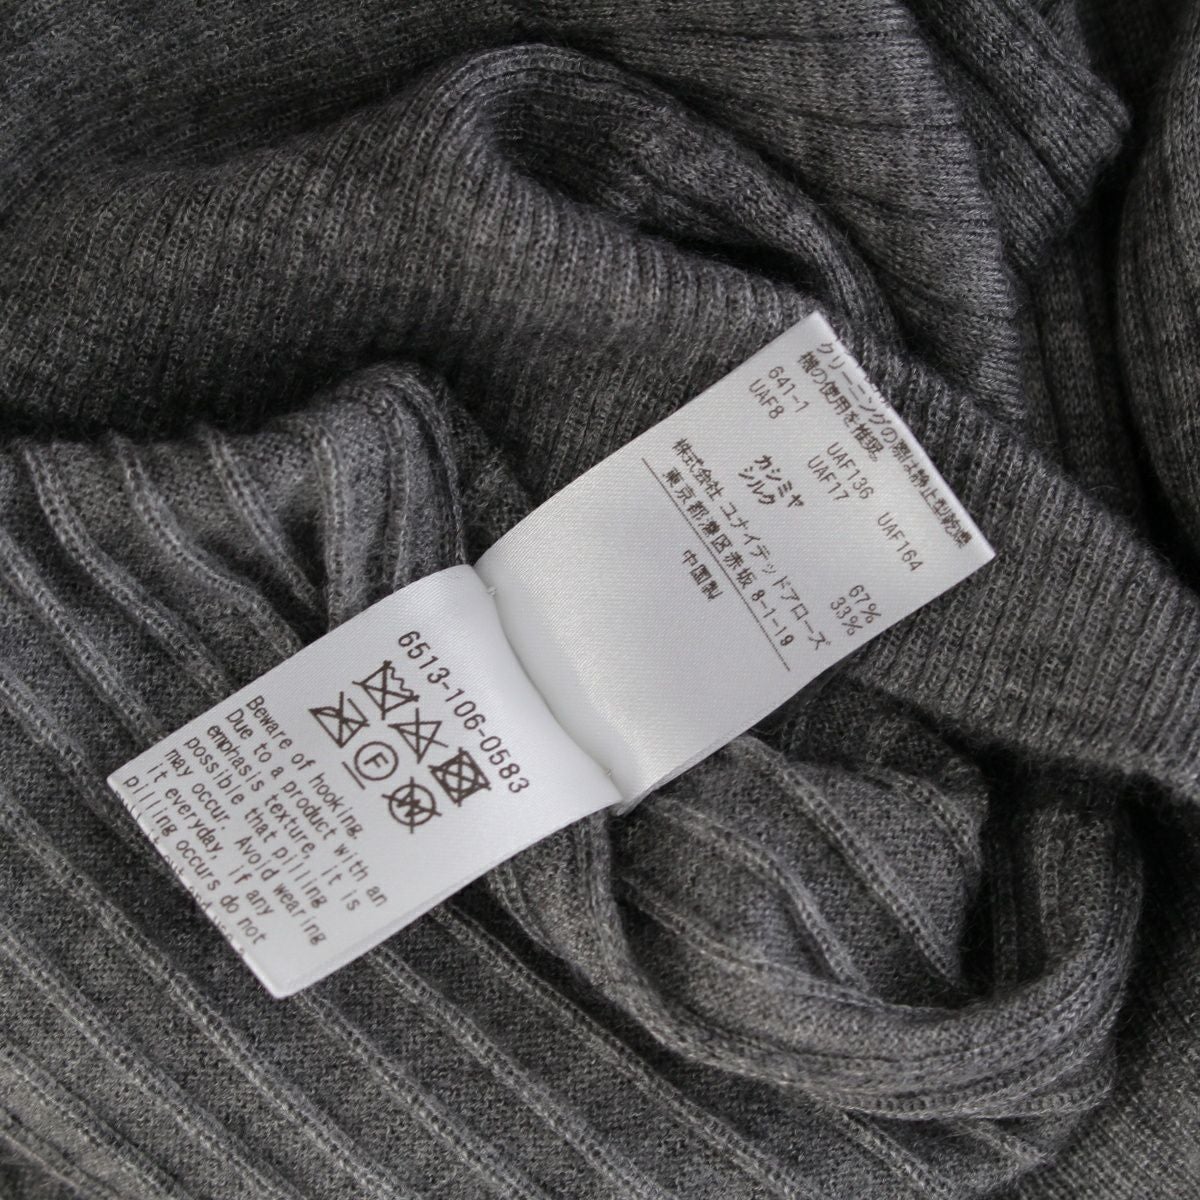 クリーニングの際は静止型乾燥
機の使用を推奨。
641-1 UAF136 UAF164
UAF8 UAF17
カシミヤ 67%
シルク 33%
株式会社 ユナイテッドアローズ
東京都港区赤坂 8-1-19
中国製
6513-106-0583
F
W
Beware of hooking.
Due to a product with an
emphasis texture, it is
possible that pilling
may occur. Avoid wearing
it everyday, if any
pilling occurs do not